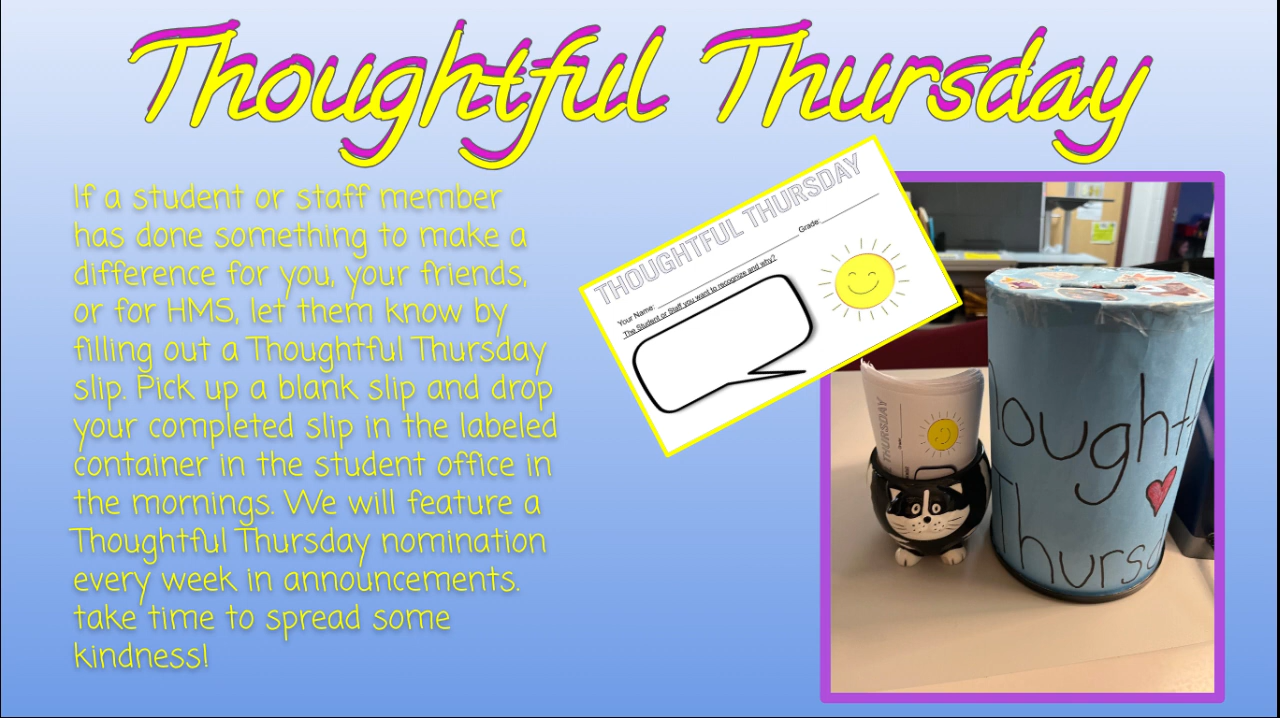 Thoughtful Thursday
If a student or staff member
has done something to make a
difference for you, your friends,
or for HMS, let them know by
filling out a Thoughtful Thursday
slip. Pick up a blank slip and drop
your completed slip in the labeled
container in the student office in
the mornings. We will feature a
Thoughtful Thursday nomination
every week in announcements.
take time to spread some
kindness!
THOUGHTFUL THURSDAY
Your Name: Grade:
The Student or Staff you want to recognize and why?
THURSDAY
Thoughtf
Thursd